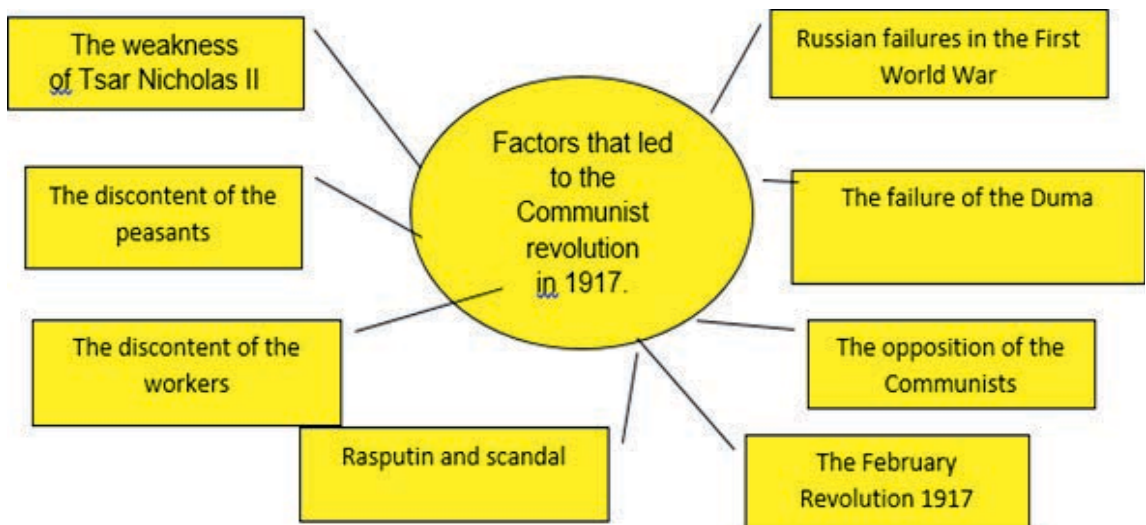 The weakness
of Tsar Nicholas II
Russian failures in the First
World War
Factors that led
to the
Communist
revolution
in 1917.
The discontent of the
peasants
The failure of the Duma
The discontent of the
workers
The opposition of the
Communists
Rasputin and scandal
The February
Revolution 1917